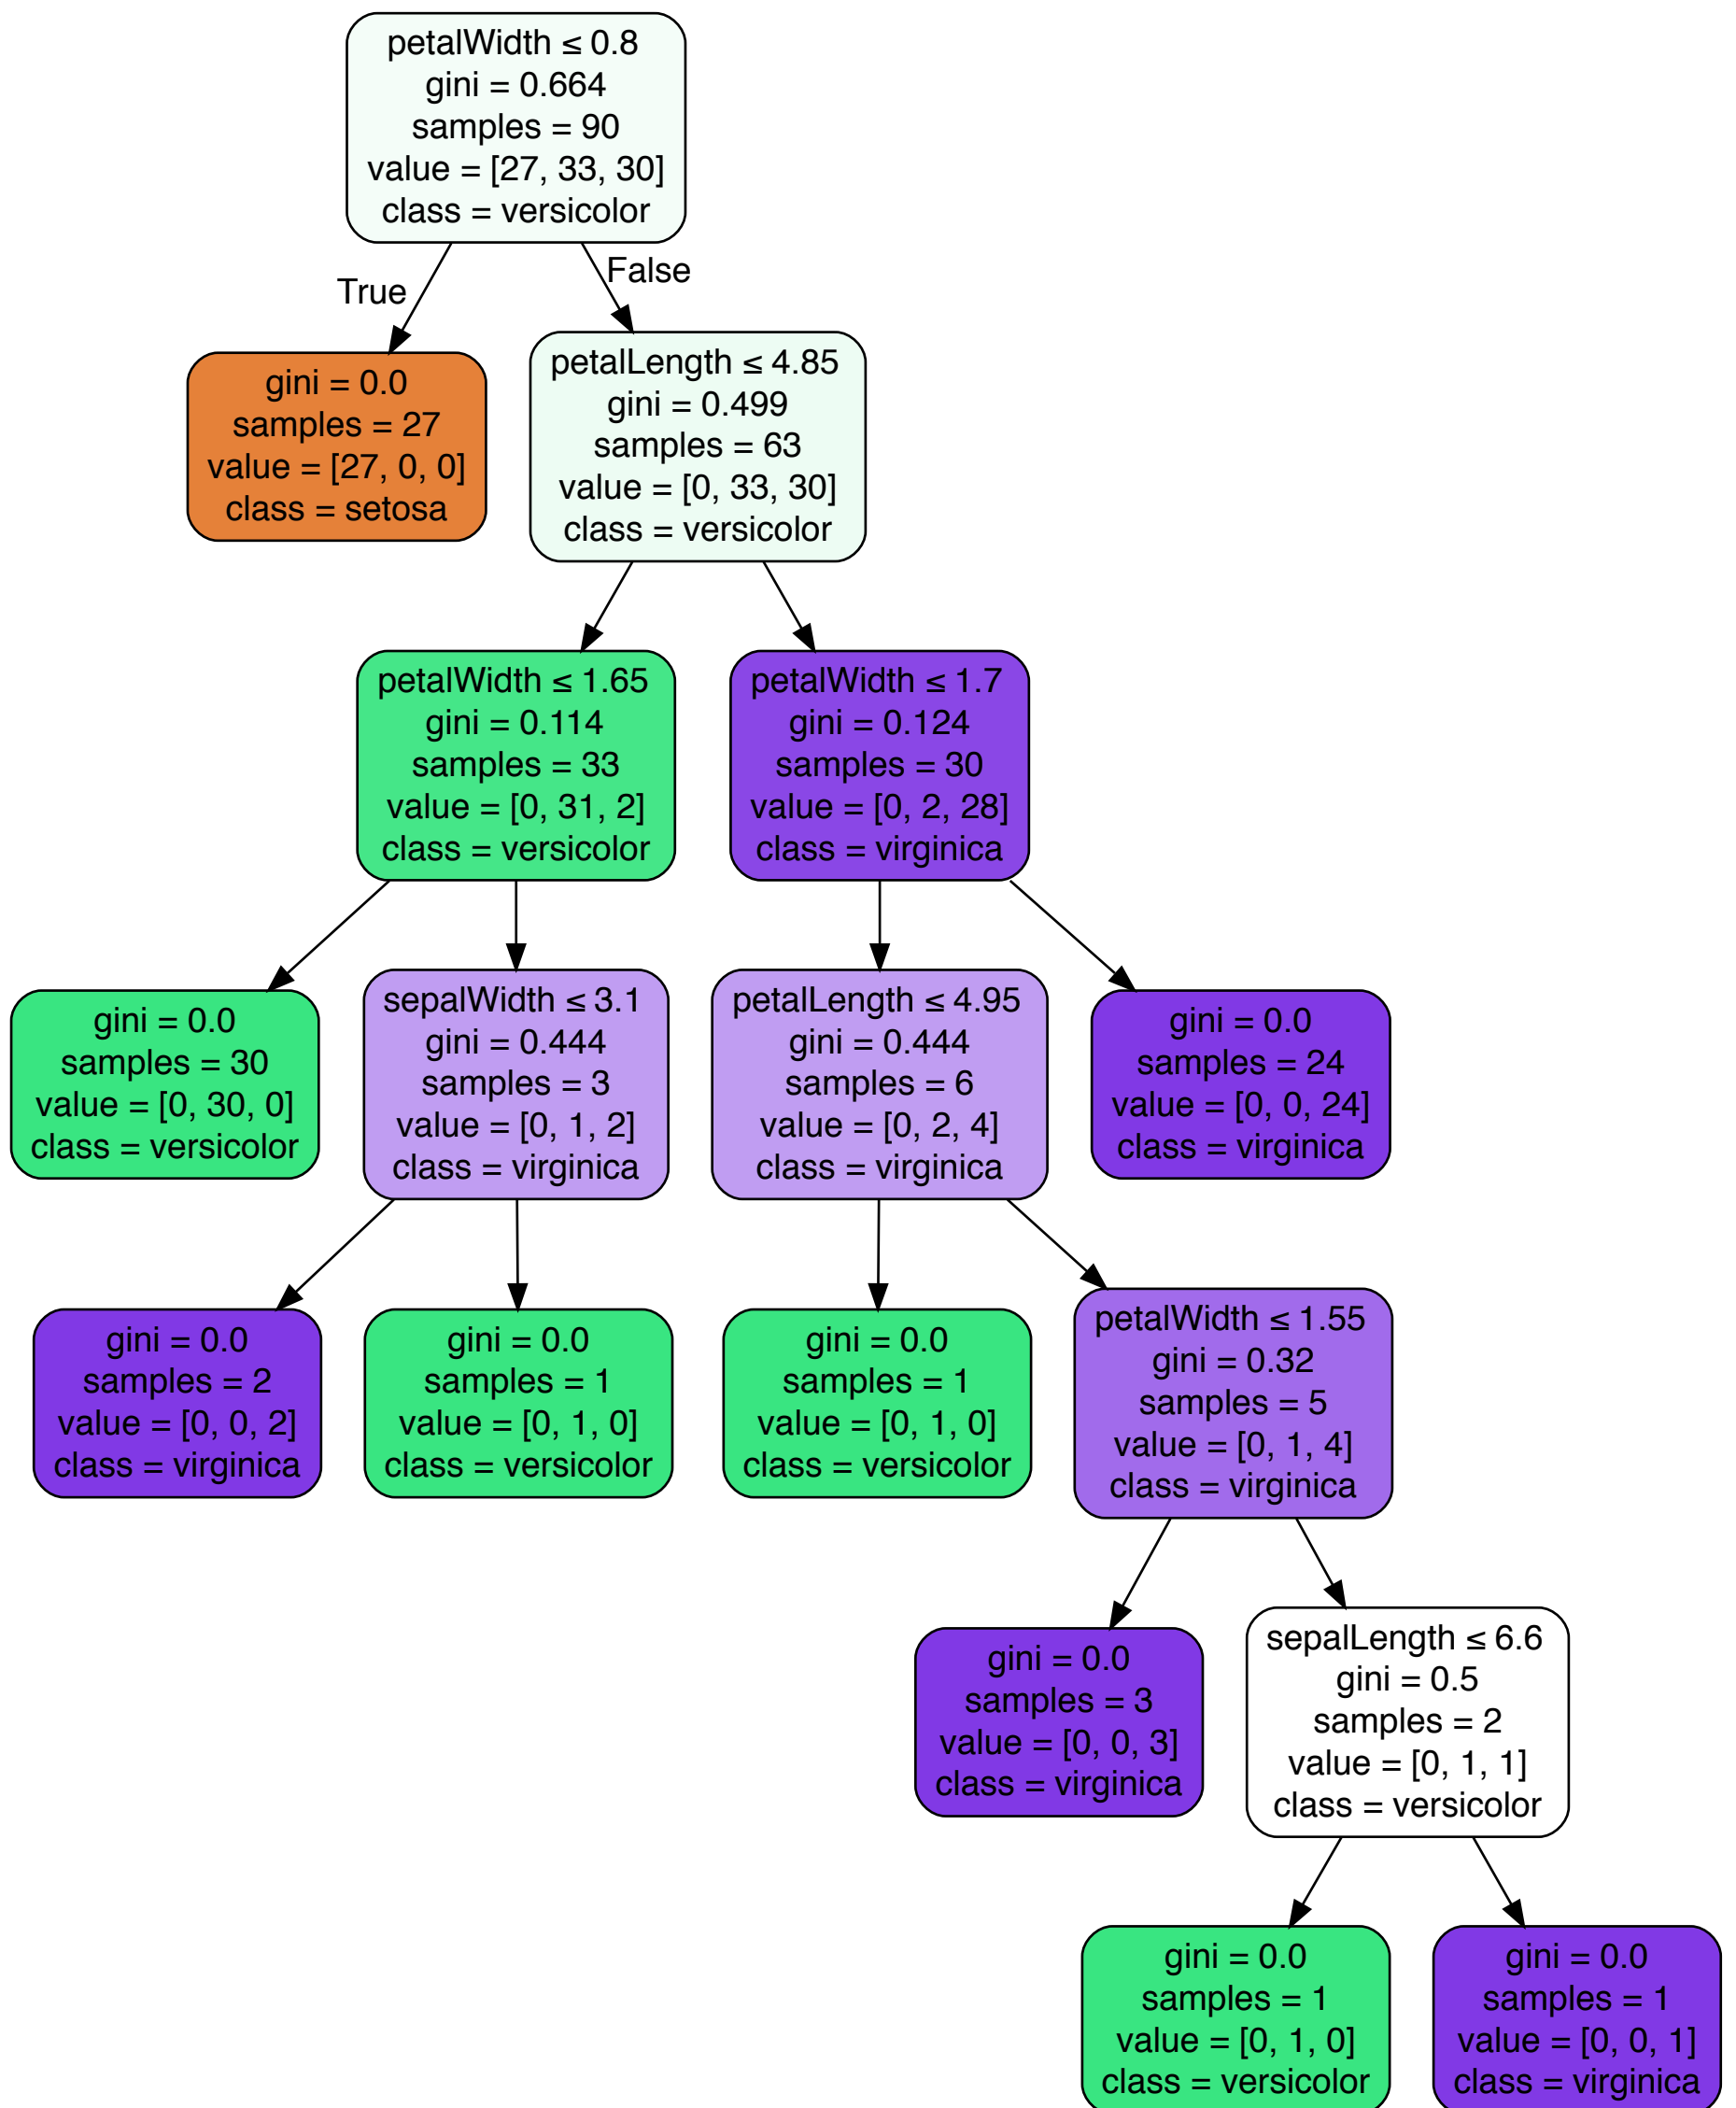 petalWidth ≤ 0.8
gini = 0.664
samples = 90
value = [27, 33, 30]
class = versicolor
True
False
gini = 0.0
samples = 27
value = [27, 0, 0]
class = setosa
petalLength ≤ 4.85
gini = 0.499
samples = 63
value = [0, 33, 30]
class = versicolor
petalWidth ≤ 1.65
gini = 0.114
samples = 33
value = [0, 31, 2]
class = versicolor
petalWidth ≤ 1.7
gini = 0.124
samples = 30
value = [0, 2, 28]
class = virginica
gini = 0.0
samples = 30
value = [0, 30, 0]
class = versicolor
sepalWidth ≤ 3.1
gini = 0.444
samples = 3
value = [0, 1, 2]
class = virginica
petalLength ≤ 4.95
gini = 0.444
samples = 6
value = [0, 2, 4]
class = virginica
gini = 0.0
samples = 24
value = [0, 0, 24]
class = virginica
gini = 0.0
samples = 2
value = [0, 0, 2]
class = virginica
gini = 0.0
samples = 1
value = [0, 1, 0]
class = versicolor
gini = 0.0
samples = 1
value = [0, 1, 0]
class = versicolor
petalWidth ≤ 1.55
gini = 0.32
samples = 5
value = [0, 1, 4]
class = virginica
gini = 0.0
samples = 3
value = [0, 0, 3]
class = virginica
sepalLength ≤ 6.6
gini = 0.5
samples = 2
value = [0, 1, 1]
class = versicolor
gini = 0.0
samples = 1
value = [0, 1, 0]
class = versicolor
gini = 0.0
samples = 1
value = [0, 0, 1]
class = virginica